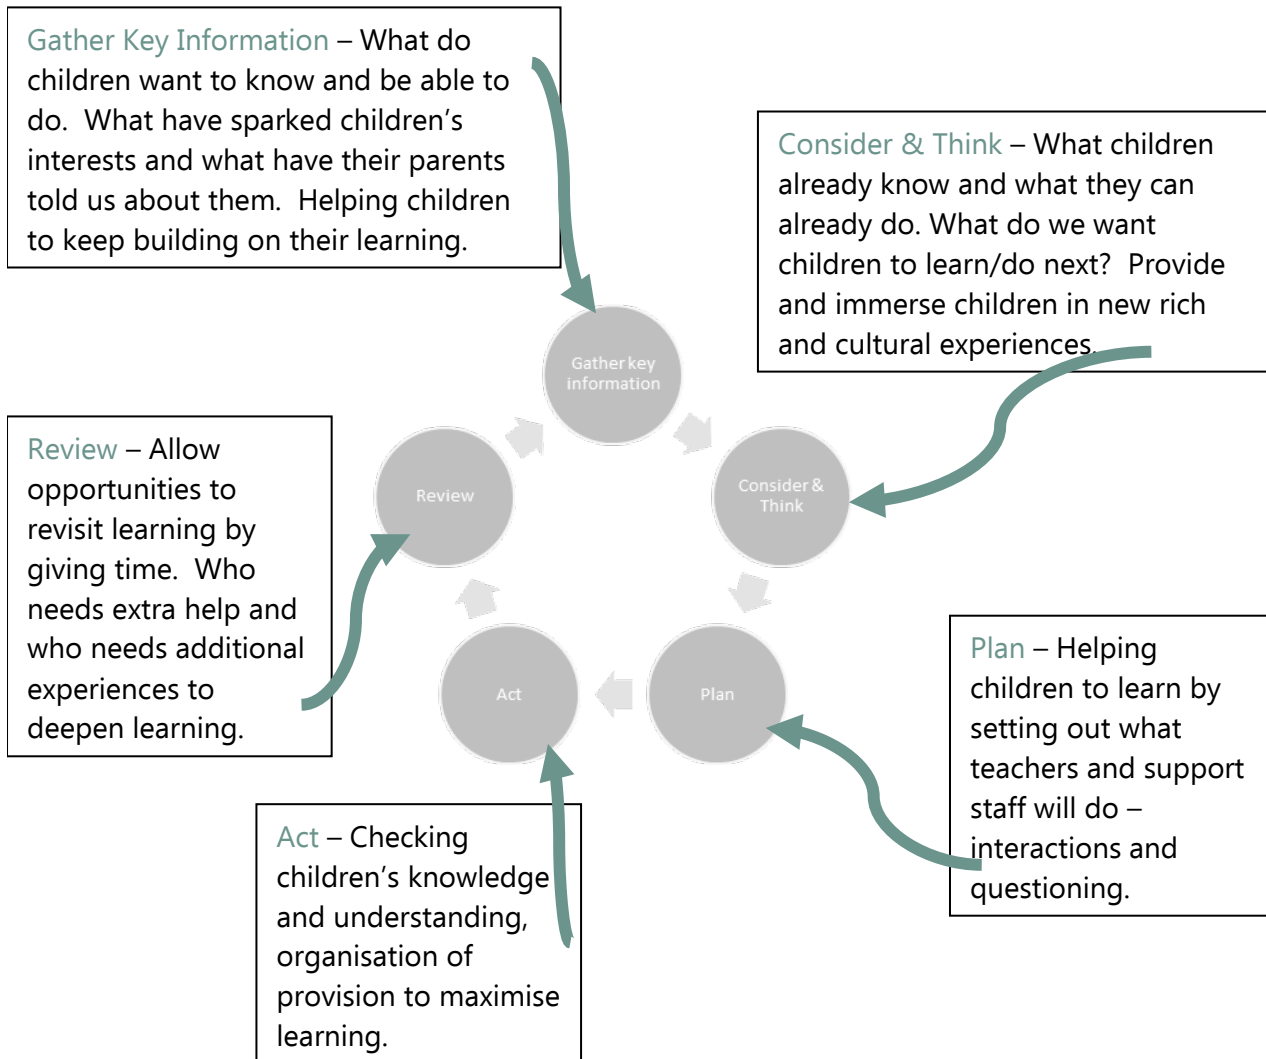 Gather Key Information – What do
children want to know and be able to
do.  What have sparked children’s
interests and what have their parents
told us about them.  Helping children
to keep building on their learning.
Consider & Think – What children
already know and what they can
already do. What do we want
children to learn/do next?  Provide
and immerse children in new rich
and cultural experiences.
Gather key
information
Consider &
Think
Plan
Act
Review
Review – Allow
opportunities to
revisit learning by
giving time.  Who
needs extra help and
who needs additional
experiences to
deepen learning.
Plan – Helping
children to learn by
setting out what
teachers and support
staff will do –
interactions and
questioning.
Act – Checking
children’s knowledge
and understanding,
organisation of
provision to maximise
learning.